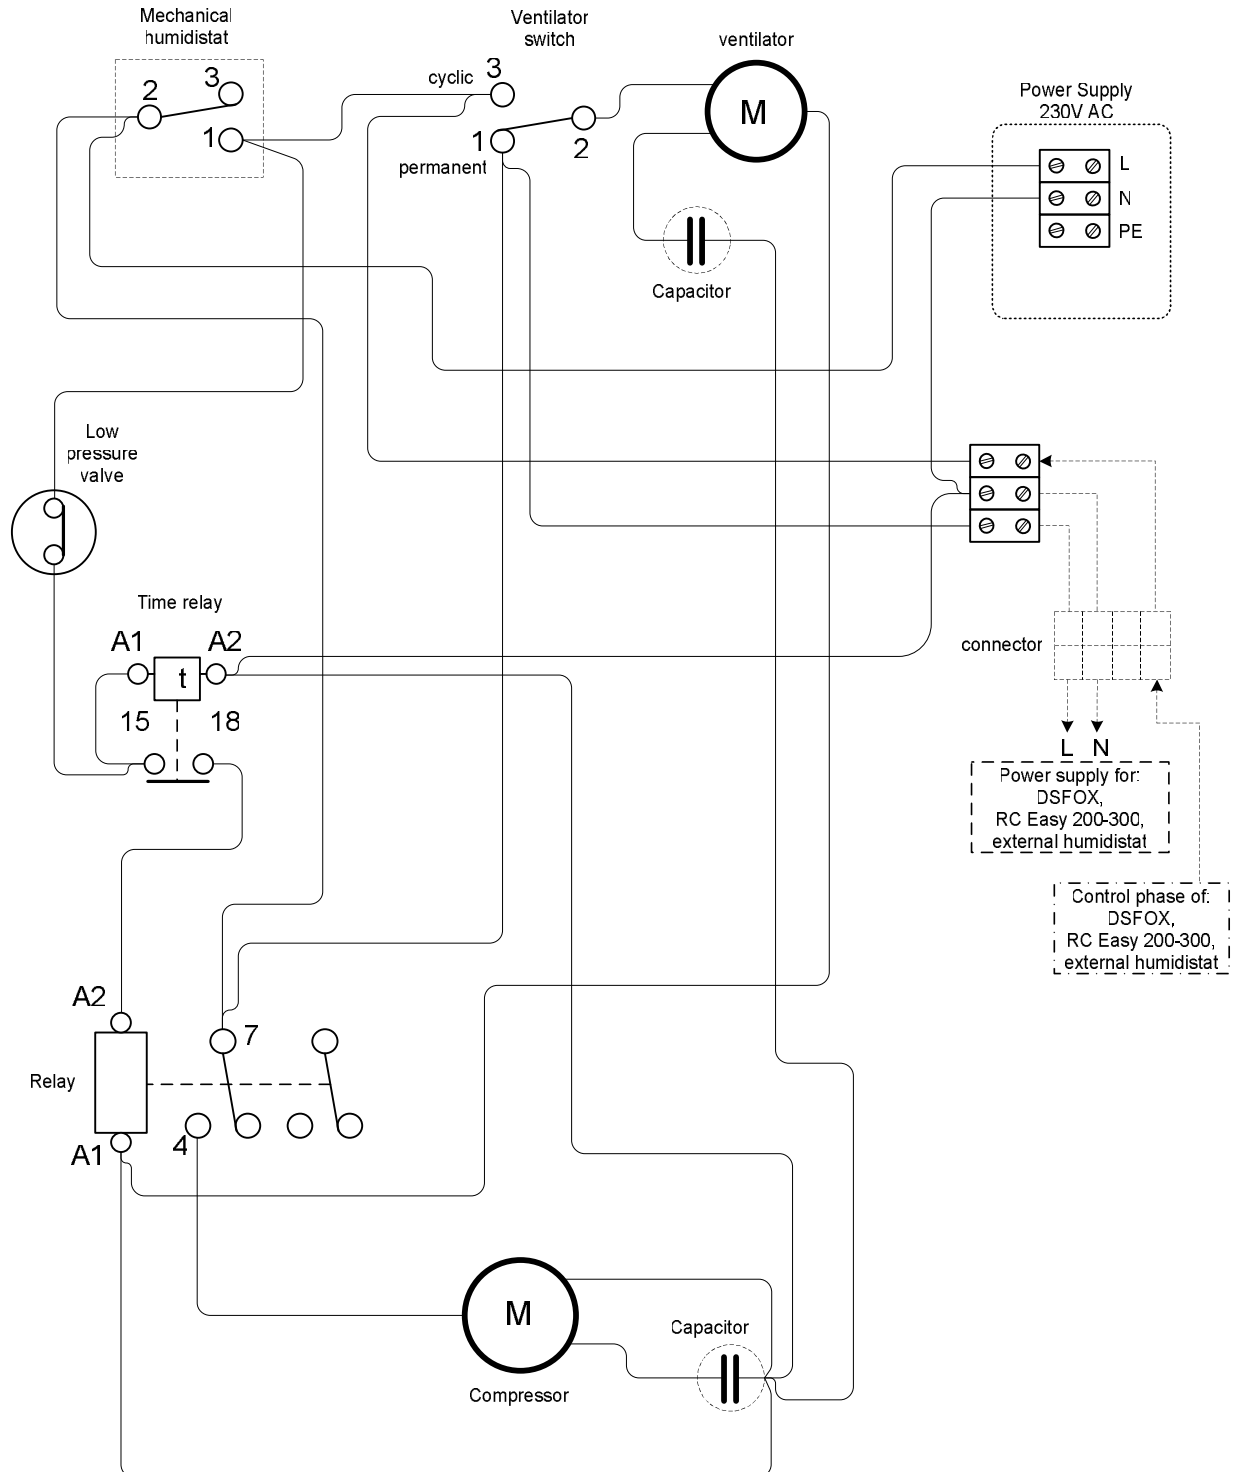 Mechanical
humidistat
Ventilator
switch
ventilator
Power Supply
230V AC
2
3
1
cyclic
3
1
2
permanent
M
L
N
PE
Capacitor
Low
pressure
valve
Time relay
A1
A2
t
15
18
connector
L N
Power supply for:
DSFOX,
RC Easy 200-300,
external humidistat
Control phase of:
DSFOX,
RC Easy 200-300,
external humidistat
A2
7
Relay
4
A1
M
Capacitor
Compressor